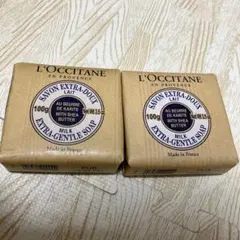 L'OCCITANE
EN PROVENCE
SAVON EXTRA-DOUX
LAIT
AU BEURRE
DE KARITÉ
WITH SHEA
BUTTER
100g
MILK
EXTRA-GENTLE SOAP
Made in France
L'OCCITANE
EN PROVENCE
SAVON EXTRA-DOUX
LAIT
AU BEURRE
DE KARITÉ
WITH SHEA
BUTTER
100g
MILK
EXTRA-GENTLE SOAP
Made in France